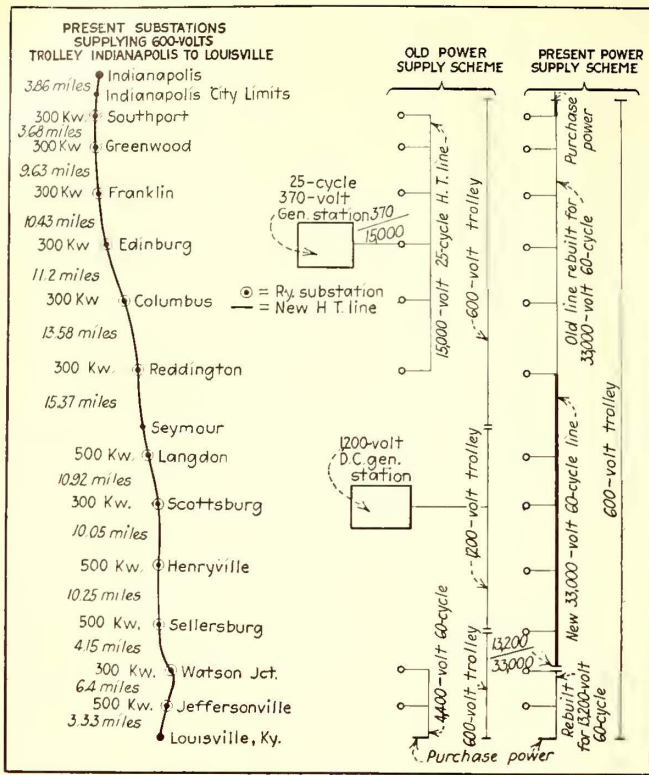 PRESENT SUBSTATIONS
SUPPLYING 600-VOLTS
TROLLEY INDIANAPOLIS TO LOUISVILLE
Indianapolis
3.86 miles
Indianapolis City Limits
300 Kw. Southport
3.68 miles
300 Kw Greenwood
9.63 miles
300 Kw Franklin
10.43 miles
300 Kw Edinburg
11.2 miles
300 Kw Columbus
13.58 miles
300 Kw. Reddington
15.37 miles
Seymour
500 Kw. Langdon
10.92 miles
300 Kw. Scottsburg
10.05 miles
500 Kw. Henryville
10.25 miles
500 Kw. Sellersburg
4.15 miles
300 Kw. Watson Jct.
6.4 miles
500 Kw. Jeffersonville
3.33 miles
Louisville, Ky.
= Ry. substation
= New H.T. line
OLD POWER
SUPPLY SCHEME
25-cycle
370-volt
Gen. station
370
15,000
15,000-volt 25-cycle H.T. line
600-volt trolley
1200-volt
D.C. gen.
station
1200-volt trolley
4,400-volt 60-cycle
600-volt trolley
Purchase power
PRESENT POWER
SUPPLY SCHEME
Purchase
power
Old line rebuilt for
33,000-volt 60-cycle
New 33,000-volt 60-cycle line
600-volt trolley
13,200
33,000
Rebuilt
for 13,200-volt
60-cycle